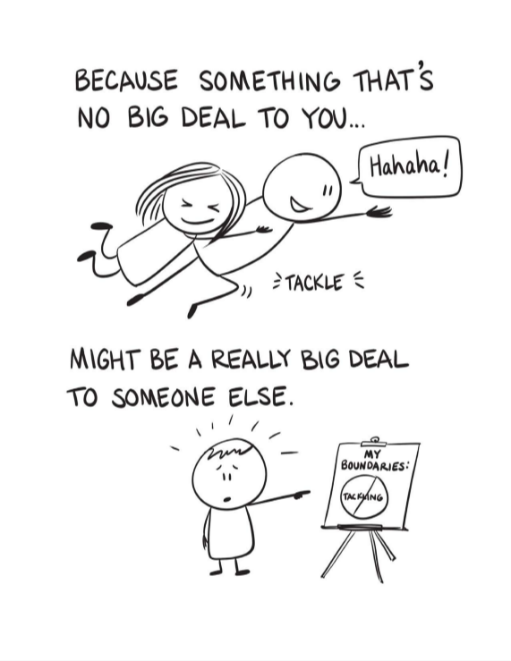 BECAUSE SOMETHING THAT'S
NO BIG DEAL TO YOU...
Hahaha!
TACKLE
MIGHT BE A REALLY BIG DEAL
TO SOMEONE ELSE.
MY
BOUNDARIES:
TACKLING